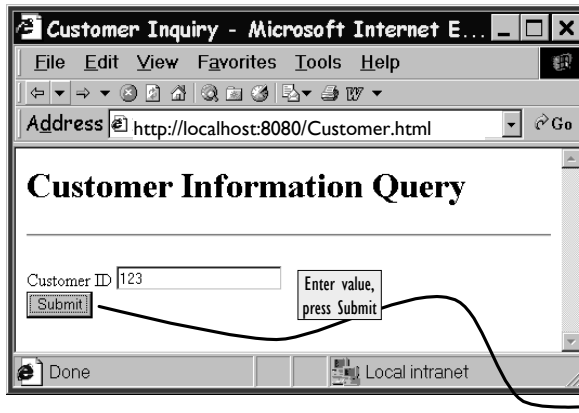 Customer Inquiry - Microsoft Internet E...
File Edit View Favorites Tools Help
Address http://localhost:8080/Customer.html Go
Customer Information Query
Customer ID 123
Submit
Enter value,
press Submit
Done Local intranet